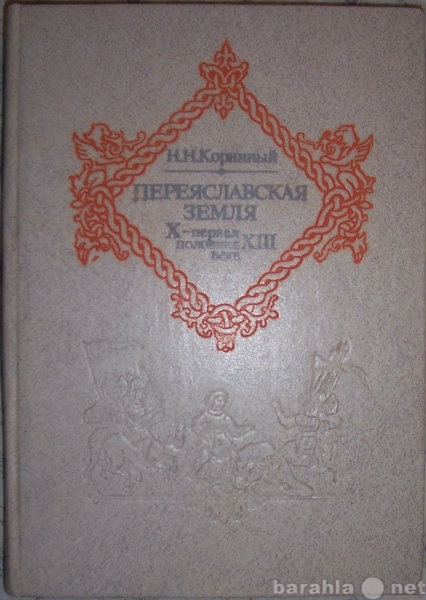 Н.Н.Коринный
ПЕРЕЯСЛАВСКАЯ
ЗЕМЛЯ
X-первая
половина XIII
века
barahla.net